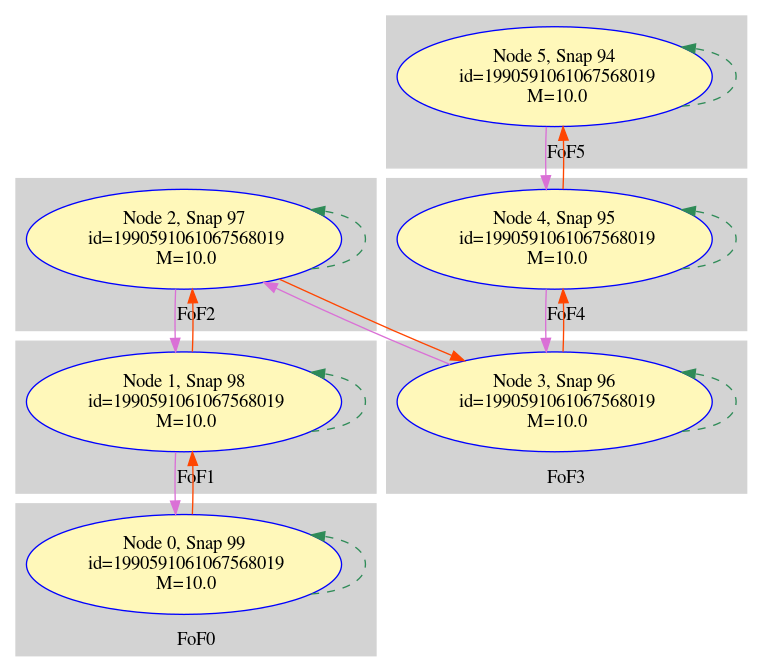 Node 5, Snap 94
id=1990591061067568019
M=10.0
FoF5
Node 2, Snap 97
id=1990591061067568019
M=10.0
FoF2
Node 4, Snap 95
id=1990591061067568019
M=10.0
FoF4
Node 1, Snap 98
id=1990591061067568019
M=10.0
FoF1
Node 3, Snap 96
id=1990591061067568019
M=10.0
FoF3
Node 0, Snap 99
id=1990591061067568019
M=10.0
FoF0